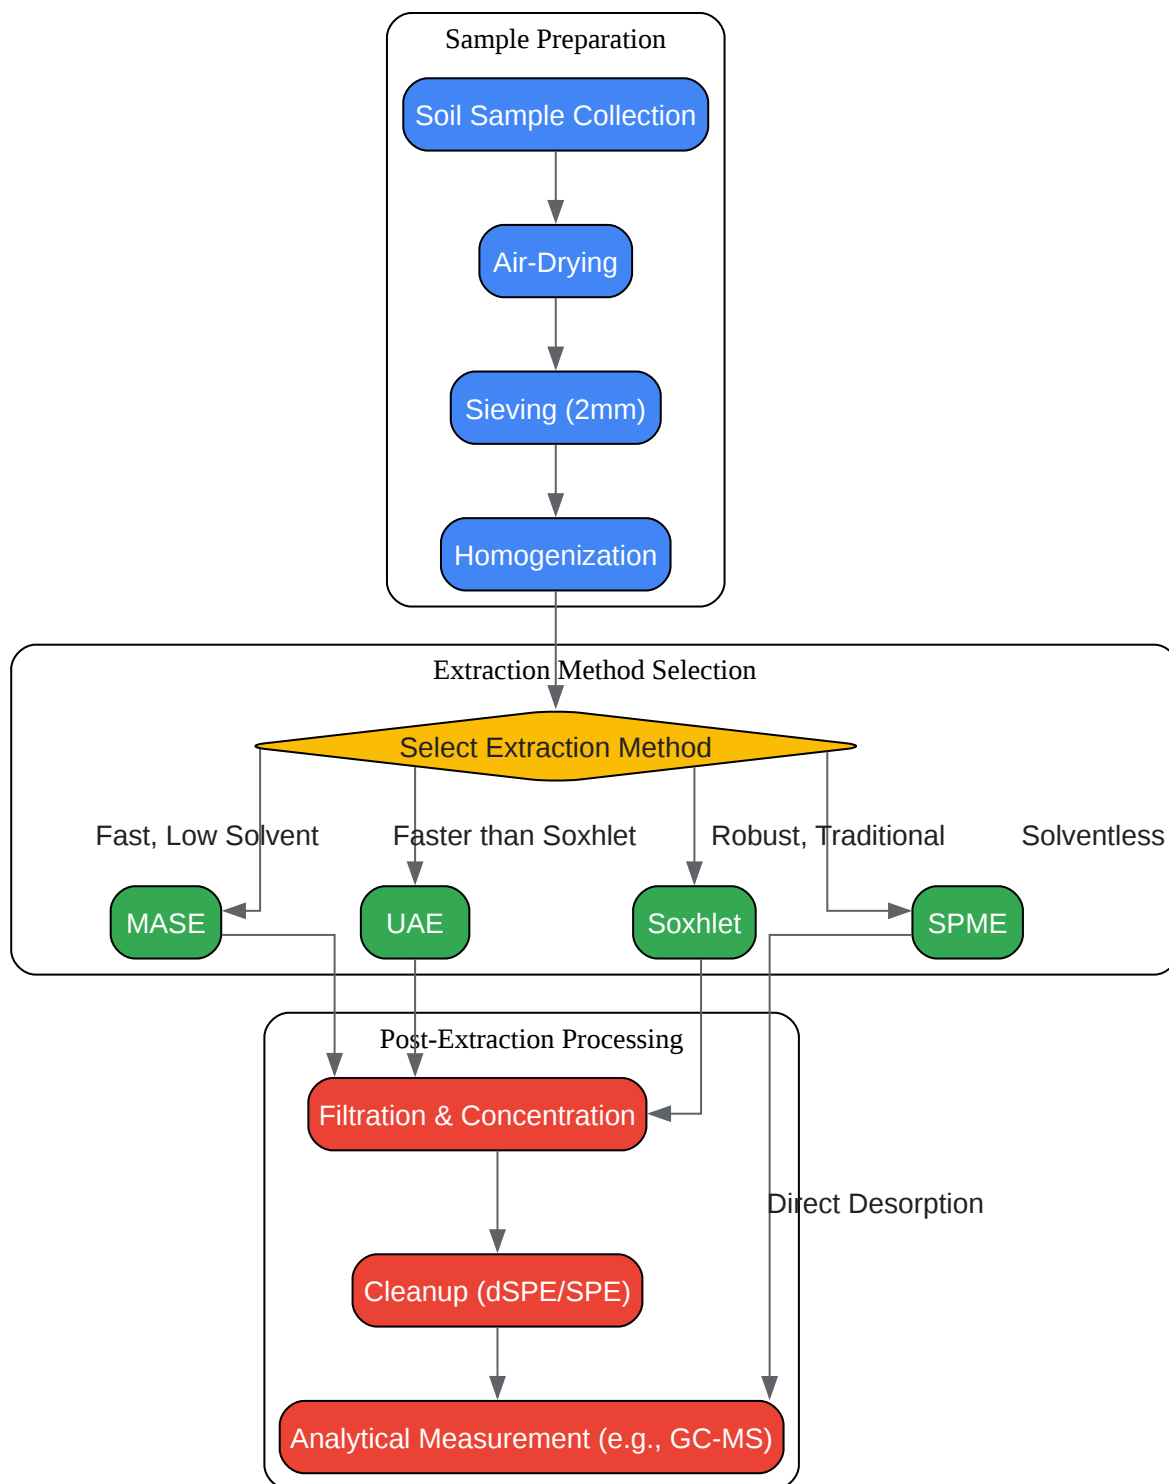 Sample Preparation
Soil Sample Collection
Air-Drying
Sieving (2mm)
Homogenization
Extraction Method Selection
Select Extraction Method
Fast, Low Solvent
Faster than Soxhlet
Robust, Traditional
Solventless
MASE
UAE
Soxhlet
SPME
Post-Extraction Processing
Filtration & Concentration
Direct Desorption
Cleanup (dSPE/SPE)
Analytical Measurement (e.g., GC-MS)